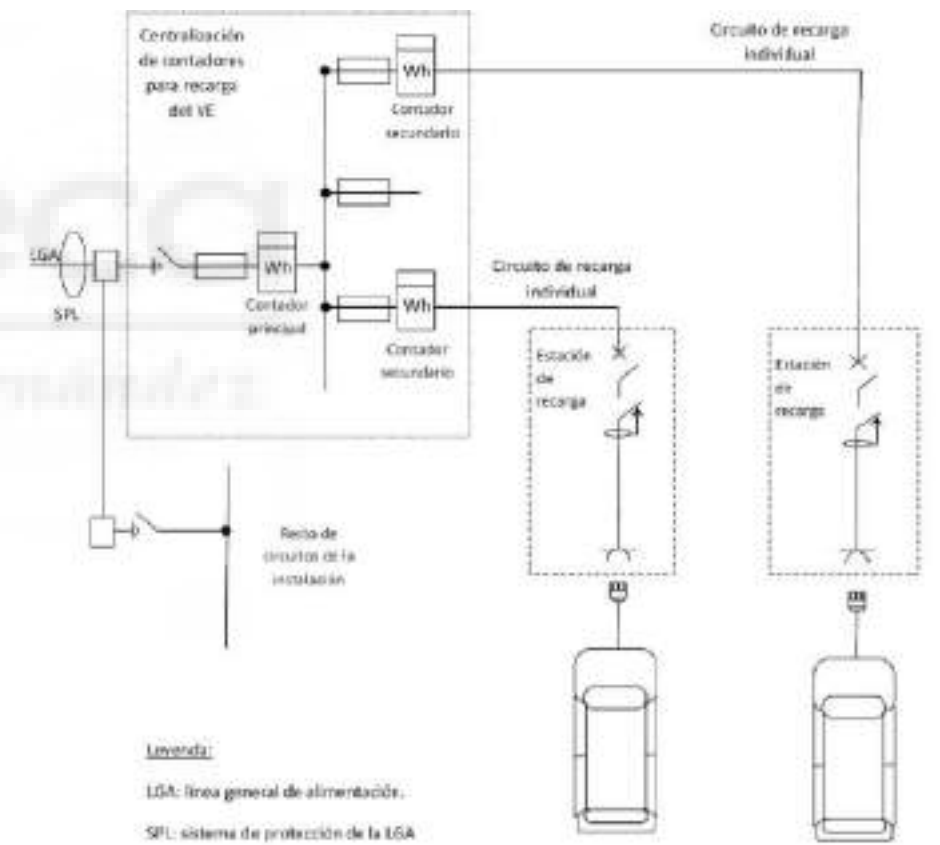 Centralización
de contadores
para recarga
del VE
Wh
Contador
secundario
Circuito de recarga
individual
LGA
SPL
Wh
Contador
principal
Wh
Contador
secundario
Circuito de recarga
individual
Estación
de
recarga
Estación
de
recarga
Resto de
circuitos de la
instalación
Leyenda:
LGA: línea general de alimentación.
SPL: sistema de protección de la LGA